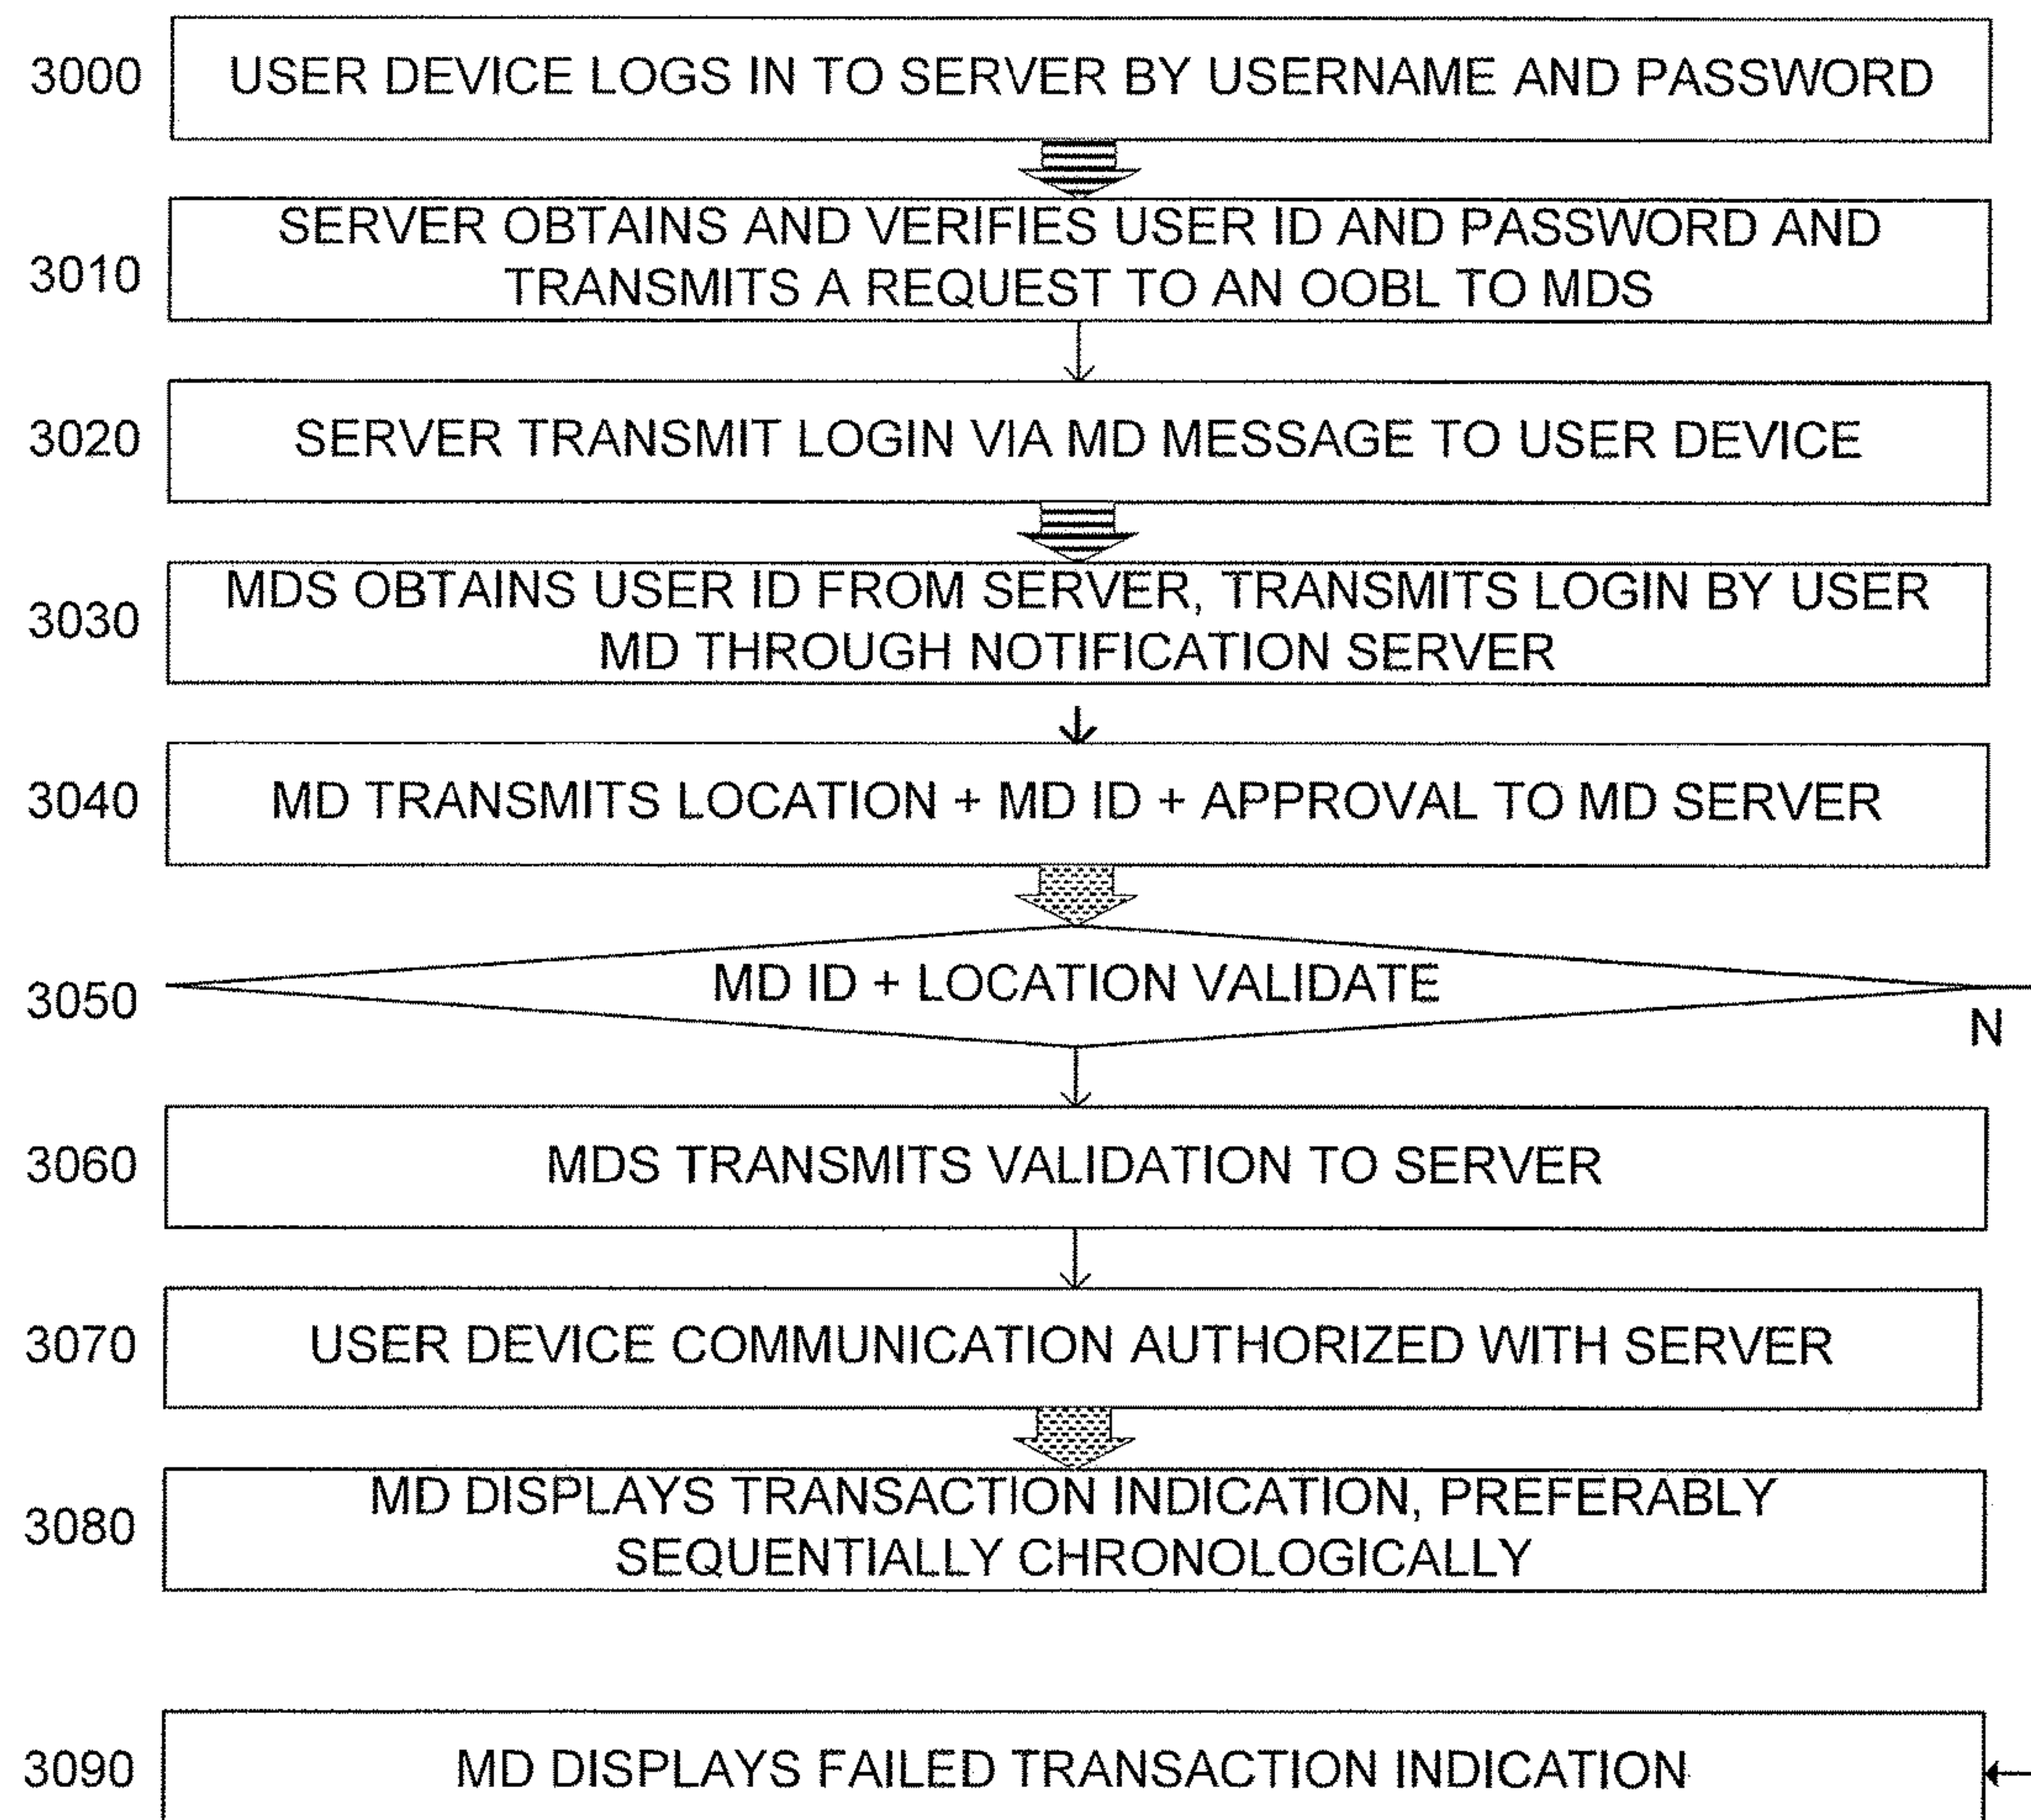 3000 USER DEVICE LOGS IN TO SERVER BY USERNAME AND PASSWORD
3010 SERVER OBTAINS AND VERIFIES USER ID AND PASSWORD AND
TRANSMITS A REQUEST TO AN OOBL TO MDS
3020 SERVER TRANSMIT LOGIN VIA MD MESSAGE TO USER DEVICE
3030 MDS OBTAINS USER ID FROM SERVER, TRANSMITS LOGIN BY USER
MD THROUGH NOTIFICATION SERVER
3040 MD TRANSMITS LOCATION + MD ID + APPROVAL TO MD SERVER
3050 MD ID + LOCATION VALIDATE
N
3060 MDS TRANSMITS VALIDATION TO SERVER
3070 USER DEVICE COMMUNICATION AUTHORIZED WITH SERVER
3080 MD DISPLAYS TRANSACTION INDICATION, PREFERABLY
SEQUENTIALLY CHRONOLOGICALLY
3090 MD DISPLAYS FAILED TRANSACTION INDICATION